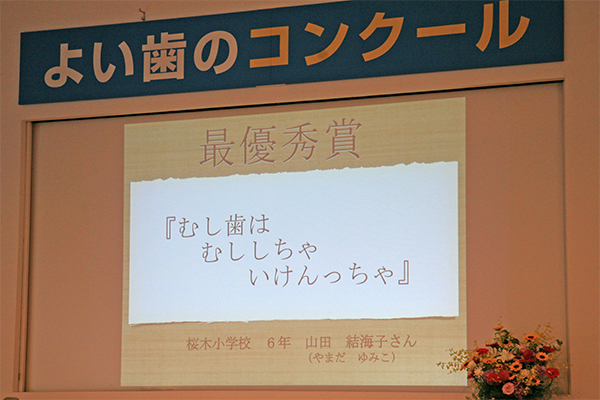 よい歯のコンクール
最優秀賞
『むし歯は
むししちゃ
いけんっちゃ』
桜木小学校 6年 山田 結海子さん
(やまだ ゆみこ)